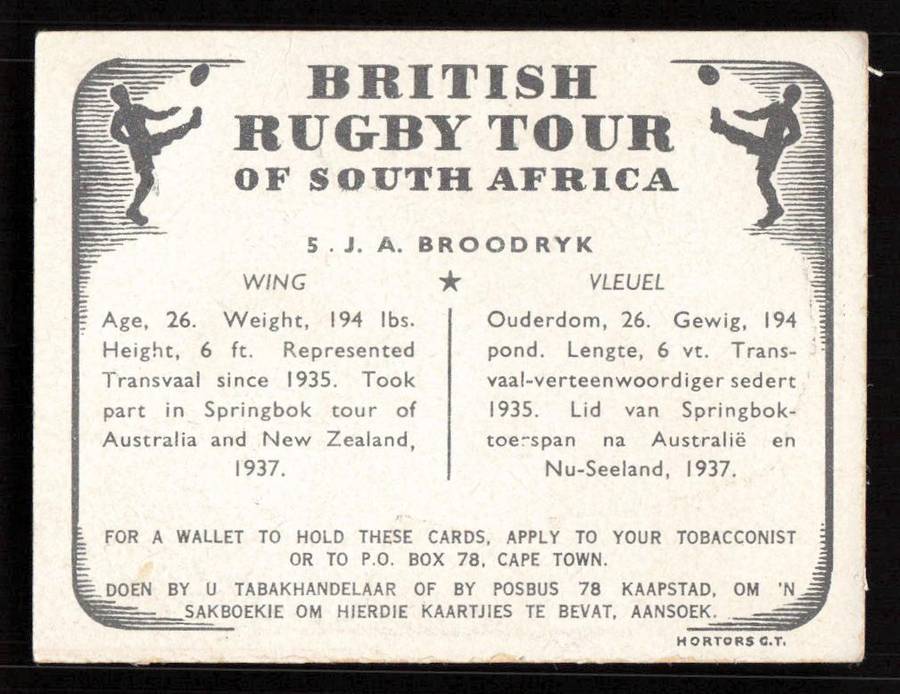 BRITISH
RUGBY TOUR
OF SOUTH AFRICA
5. J. A. BROODRYK
WING
Age, 26. Weight, 194 lbs.
Height, 6 ft. Represented
Transvaal since 1935. Took
part in Springbok tour of
Australia and New Zealand,
1937.
VLEUEL
Ouderdom, 26. Gewig, 194
pond. Lengte, 6 vt. Trans-
vaal-verteenwoordiger sedert
1935. Lid van Springbok-
toerspan na Australië en
Nu-Seeland, 1937.
FOR A WALLET TO HOLD THESE CARDS, APPLY TO YOUR TOBACCONIST
OR TO P.O. BOX 78, CAPE TOWN.
DOEN BY U TABAKHANDELAAR OF BY POSBUS 78 KAAPSTAD, OM 'N
SAKBOEKIE OM HIERDIE KAARTJIES TE BEVAT, AANSOEK.
HORTORS C.T.